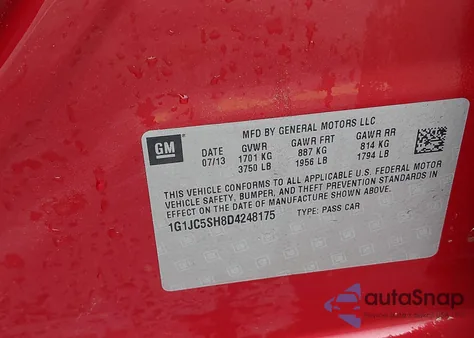 GM
MFD BY GENERAL MOTORS LLC
DATE GVWR GAWR FRT GAWR RR
07/13 1701 KG 887 KG 814 KG
3750 LB 1956 LB 1794 LB
THIS VEHICLE CONFORMS TO ALL APPLICABLE U.S. FEDERAL MOTOR
VEHICLE SAFETY, BUMPER, AND THEFT PREVENTION STANDARDS IN
EFFECT ON THE DATE OF MANUFACTURE SHOWN ABOVE.
1G1JC5SH8D4248175 TYPE: PASS CAR
autoSnap